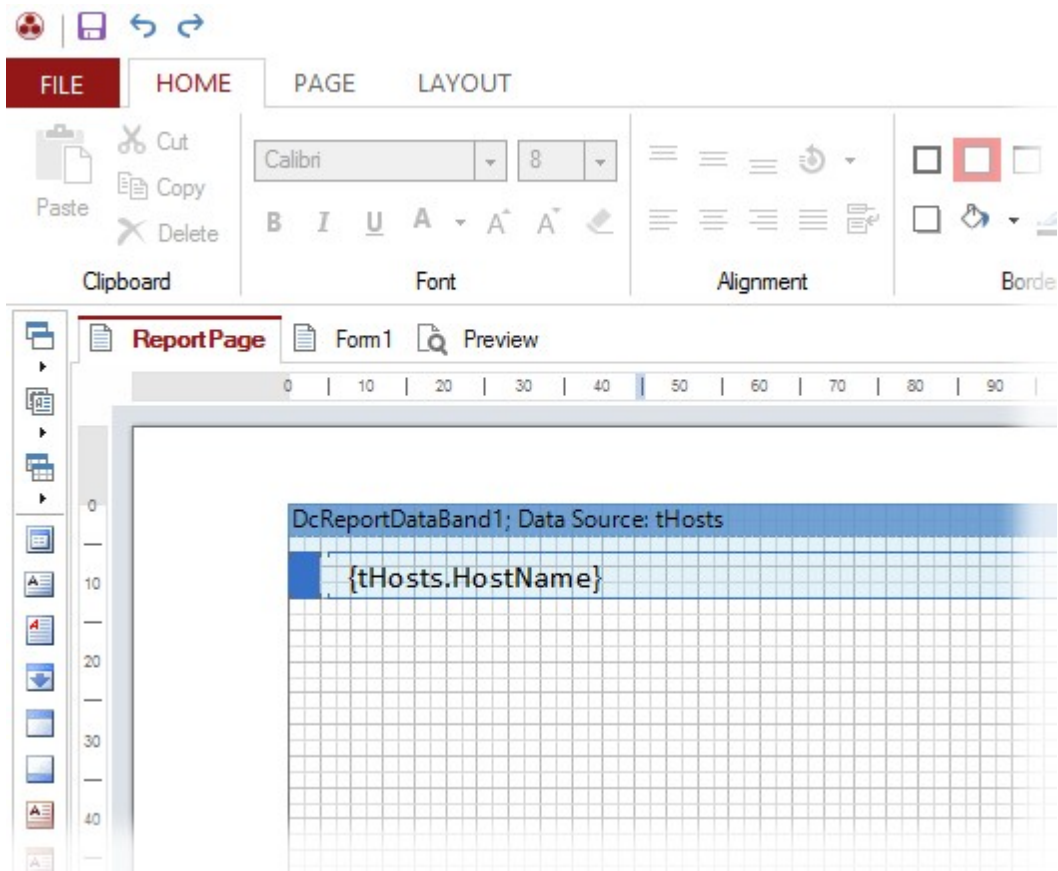 FILE HOME PAGE LAYOUT
Paste
Cut
Copy
Delete
Calibri 8
B I U A A A
Clipboard Font Alignment Borde
ReportPage Form1 Preview
0 10 20 30 40 50 60 70 80 90
0
DcReportDataBand1; Data Source: tHosts
{tHosts.HostName}
10
20
30
40